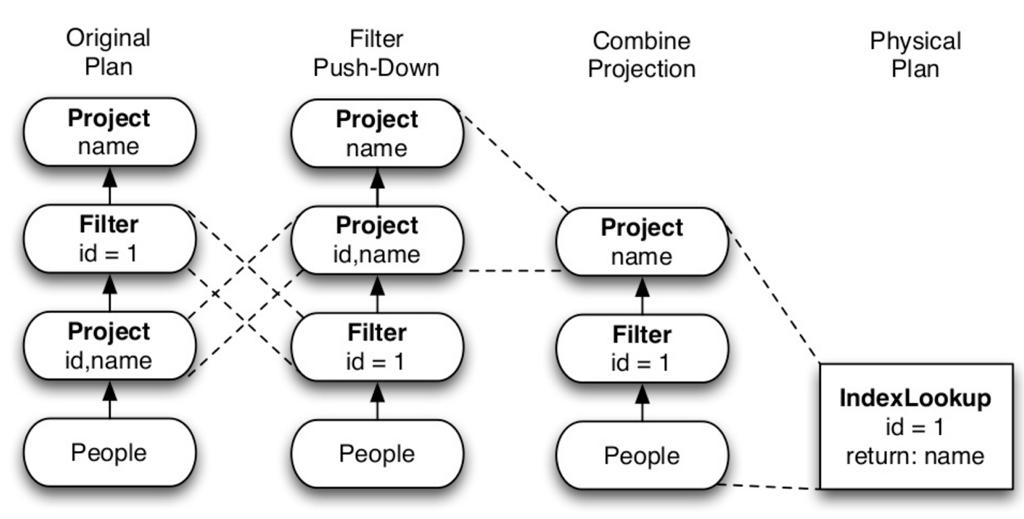 Original
Plan
Project
name
Filter
id = 1
Project
id,name
People
Filter
Push-Down
Project
name
Project
id,name
Filter
id = 1
People
Combine
Projection
Project
name
Filter
id = 1
People
Physical
Plan
IndexLookup
id = 1
return: name